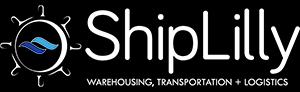 ShipLilly
WAREHOUSING, TRANSPORTATION + LOGISTICS